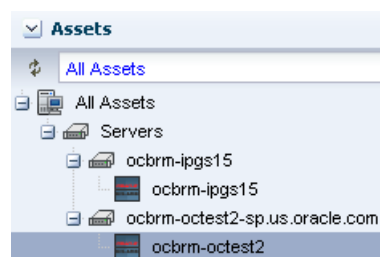 Assets
All Assets
All Assets
Servers
ocbrm-ipgs15
ocbrm-ipgs15
ocbrm-octest2-sp.us.oracle.com
ocbrm-octest2